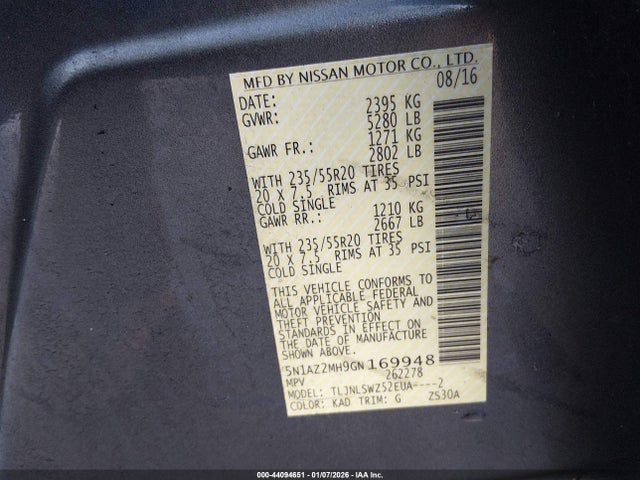 MFD BY NISSAN MOTOR CO., LTD.
DATE: 08/16
GVWR: 2395 KG
5280 LB
GAWR FR.: 1271 KG
2802 LB
WITH 235/55R20 TIRES
20 X 7.5 RIMS AT 35 PSI
COLD SINGLE
GAWR RR.: 1210 KG
2667 LB
WITH 235/55R20 TIRES
20 X 7.5 RIMS AT 35 PSI
COLD SINGLE
THIS VEHICLE CONFORMS TO
ALL APPLICABLE FEDERAL
MOTOR VEHICLE SAFETY AND
THEFT PREVENTION
STANDARDS IN EFFECT ON
THE DATE OF MANUFACTURE
SHOWN ABOVE.
5N1AZ2MH9GN169948
MPV 262278
MODEL: TLJNLSWZ52EUA----2
COLOR: KAD TRIM: G ZS30A
000-44094651 - 01/07/2026 - IAA Inc.